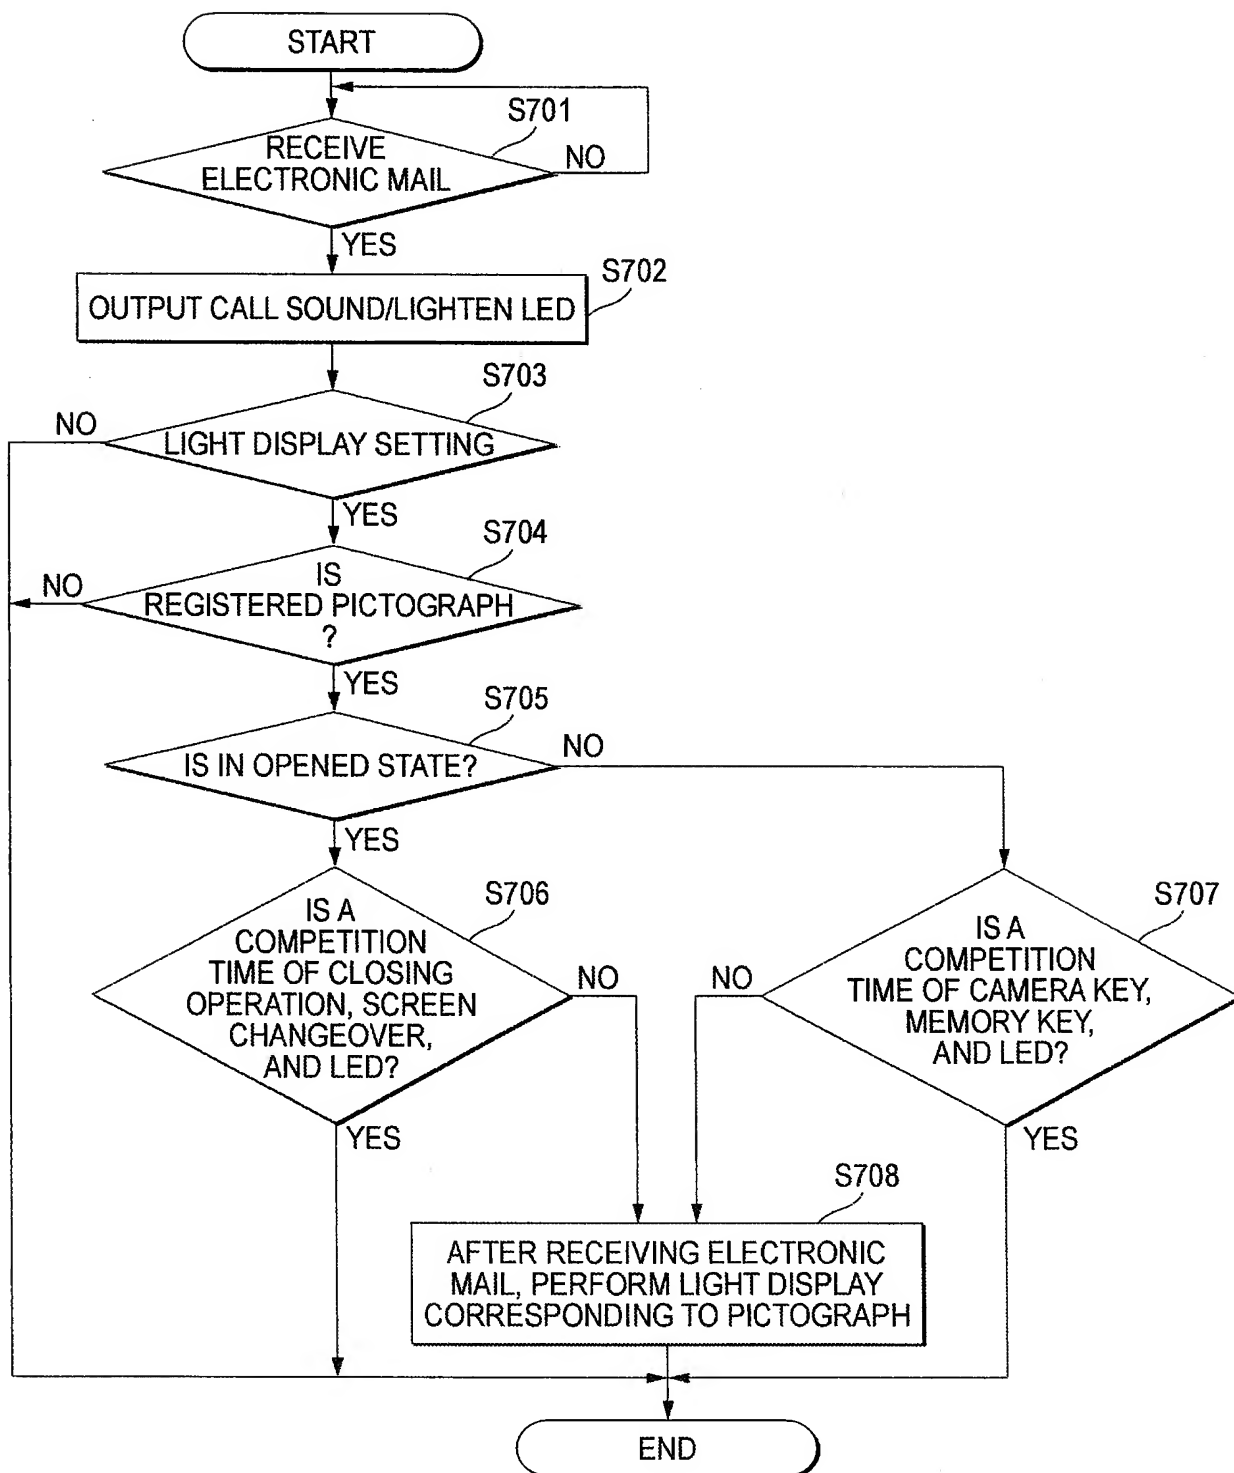 START
S701
RECEIVE
ELECTRONIC MAIL
NO
YES
S702
OUTPUT CALL SOUND/LIGHTEN LED
S703
NO
LIGHT DISPLAY SETTING
YES
S704
NO
IS
REGISTERED PICTOGRAPH
?
YES
S705
IS IN OPENED STATE?
NO
YES
S706
IS A
COMPETITION
TIME OF CLOSING
OPERATION, SCREEN
CHANGEOVER,
AND LED?
NO
YES
S707
IS A
COMPETITION
TIME OF CAMERA KEY,
MEMORY KEY,
AND LED?
NO
YES
S708
AFTER RECEIVING ELECTRONIC
MAIL, PERFORM LIGHT DISPLAY
CORRESPONDING TO PICTOGRAPH
END